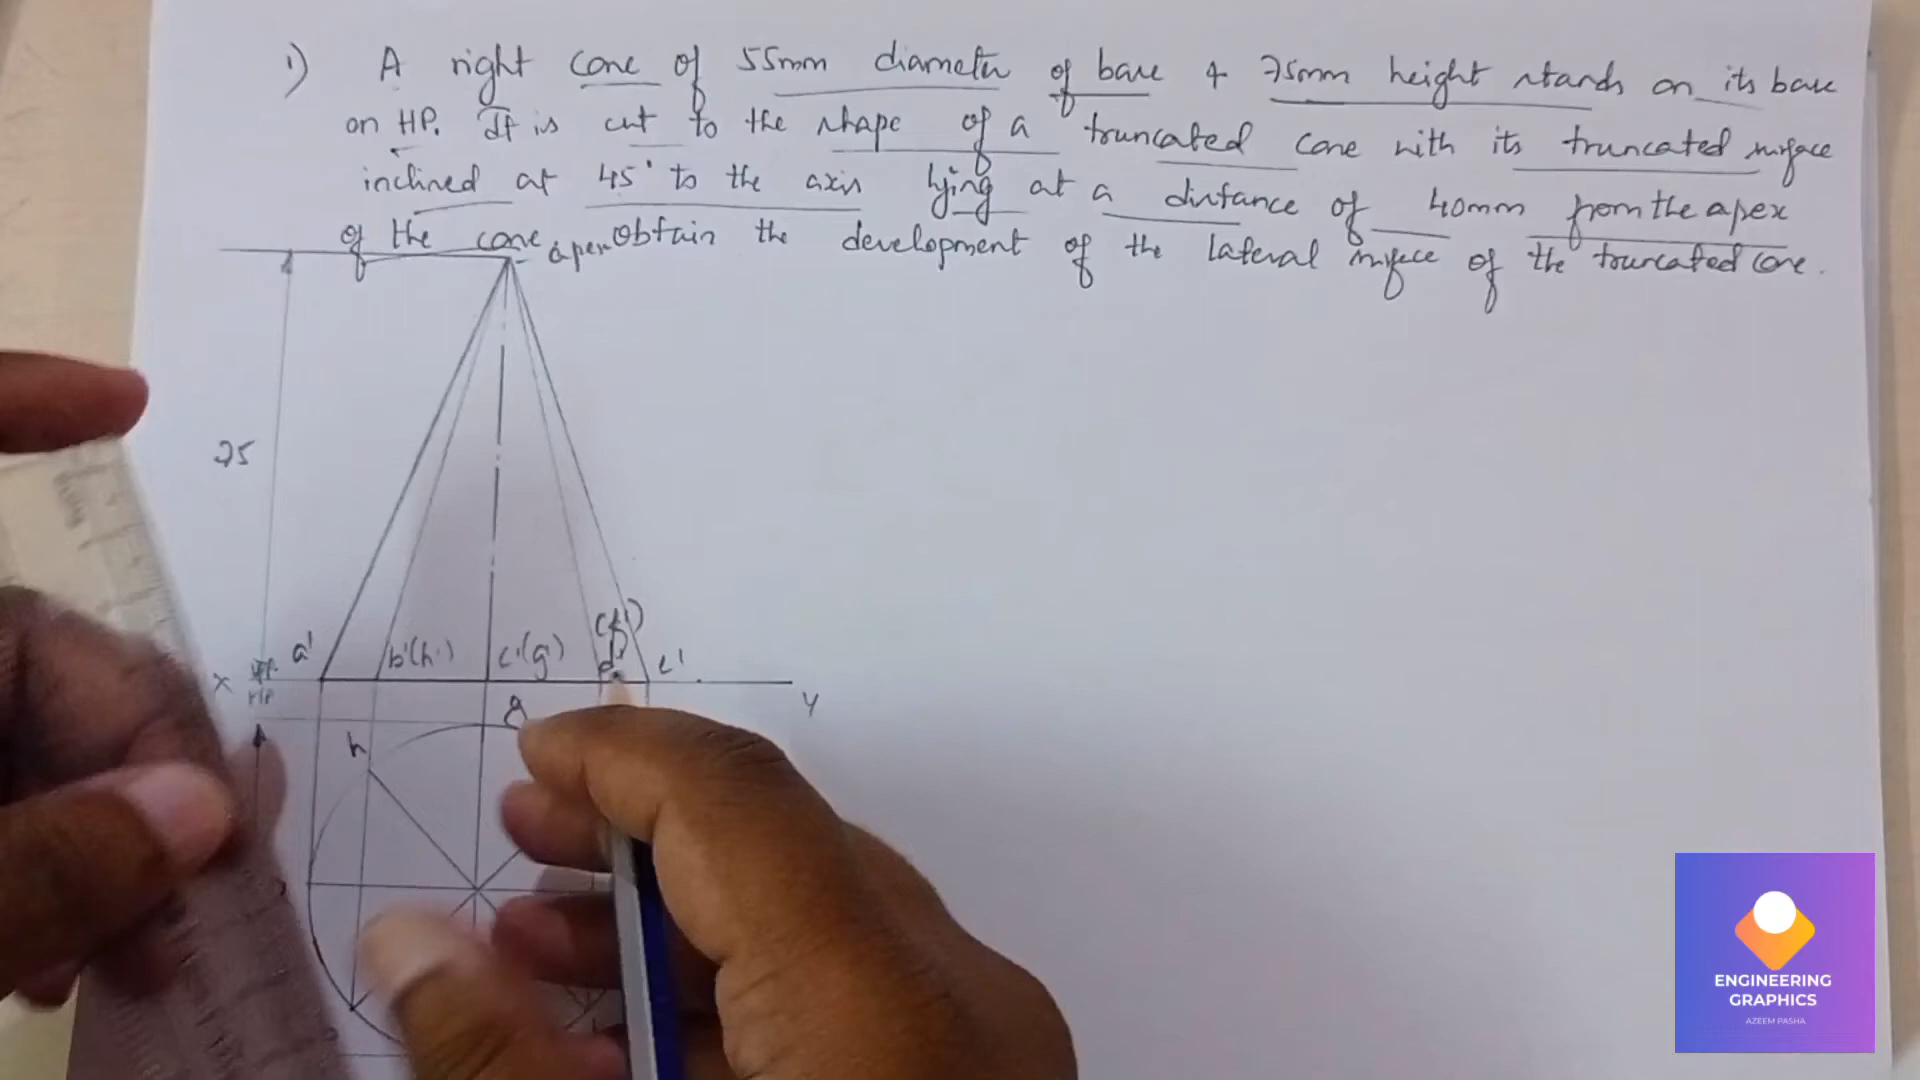 1) A right cone of 55mm diameter of base & 75mm height stands on its base
on HP. It is cut to the shape of a truncated cone with its truncated surface
inclined at 45° to the axis lying at a distance of 40mm from the apex
of the cone. Obtain the development of the lateral surface of the truncated cone.
apex
75
a' b'(h') c'(g') (f') d' e'
X VP HP Y
g
h
ENGINEERING
GRAPHICS
AZEEM PASHA